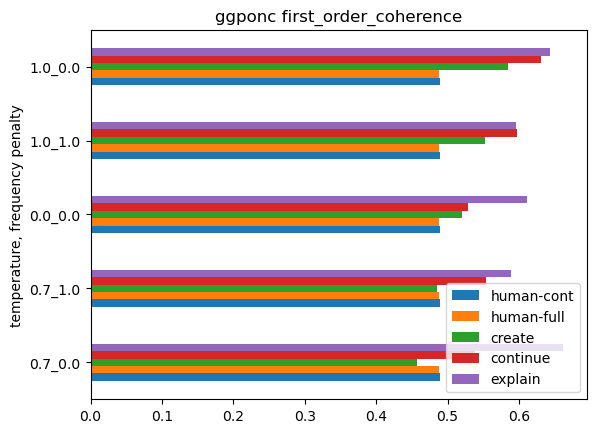 ggponc first_order_coherence
temperature, frequency penalty
1.0_0.0
1.0_1.0
0.0_0.0
0.7_1.0
0.7_0.0
human-cont
human-full
create
continue
explain
0.0 0.1 0.2 0.3 0.4 0.5 0.6